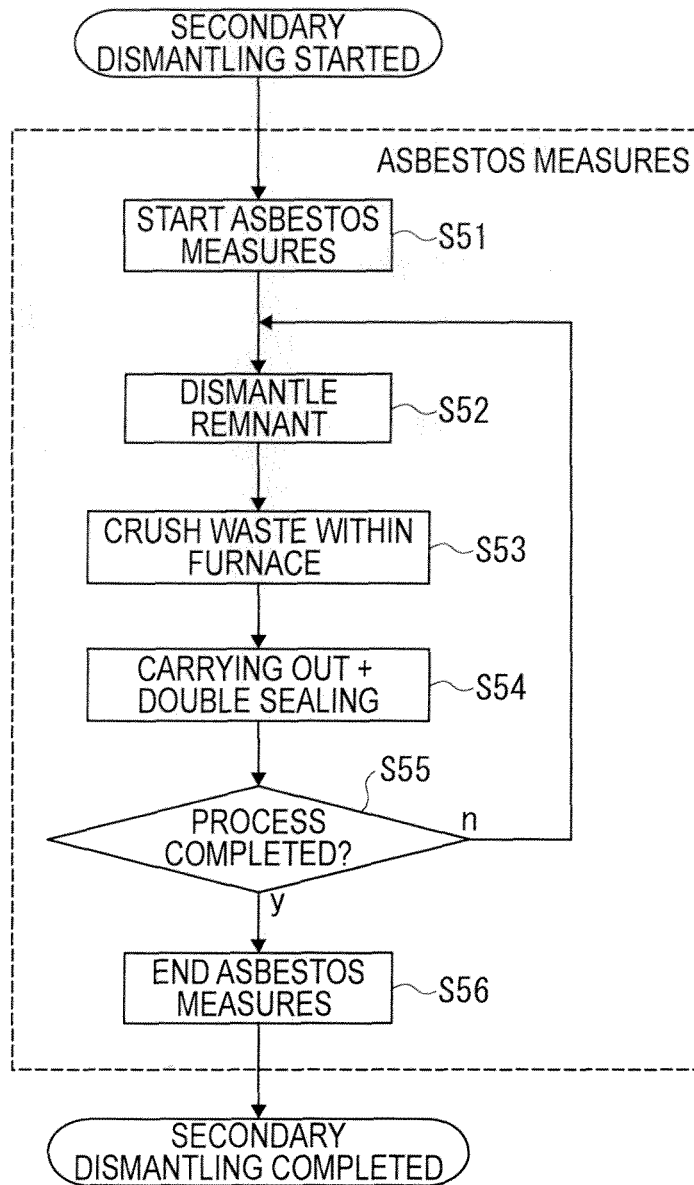 SECONDARY
DISMANTLING STARTED
ASBESTOS MEASURES
START ASBESTOS
MEASURES
S51
DISMANTLE
REMNANT
S52
CRUSH WASTE WITHIN
FURNACE
S53
CARRYING OUT +
DOUBLE SEALING
S54
S55
PROCESS
COMPLETED?
n
y
END ASBESTOS
MEASURES
S56
SECONDARY
DISMANTLING COMPLETED